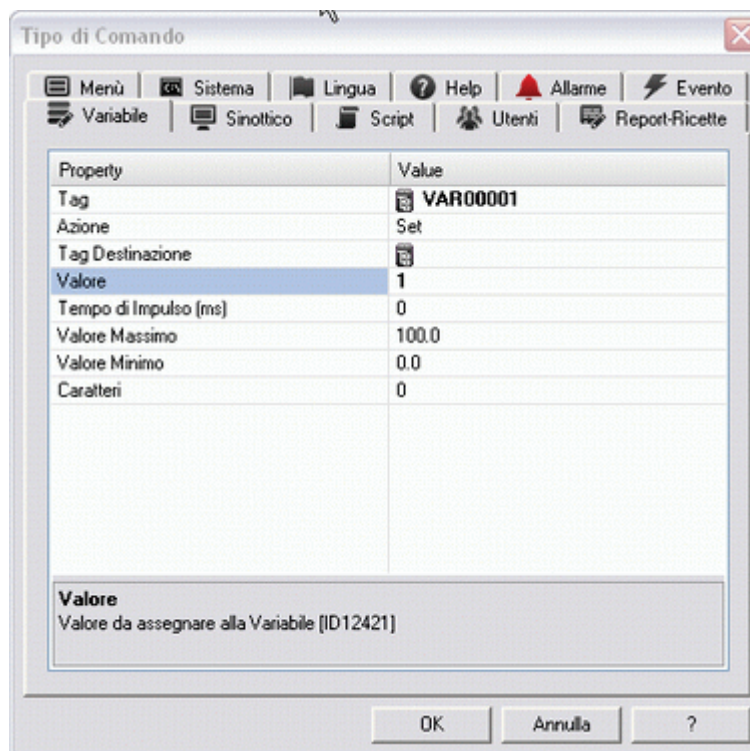 Tipo di Comando
Menù Sistema Lingua Help Allarme Evento
Variabile Sinottico Script Utenti Report-Ricette
Property Value
Tag VAR00001
Azione Set
Tag Destinazione
Valore 1
Tempo di Impulso (ms) 0
Valore Massimo 100.0
Valore Minimo 0.0
Caratteri 0
Valore
Valore da assegnare alla Variabile [ID12421]
OK Annulla ?